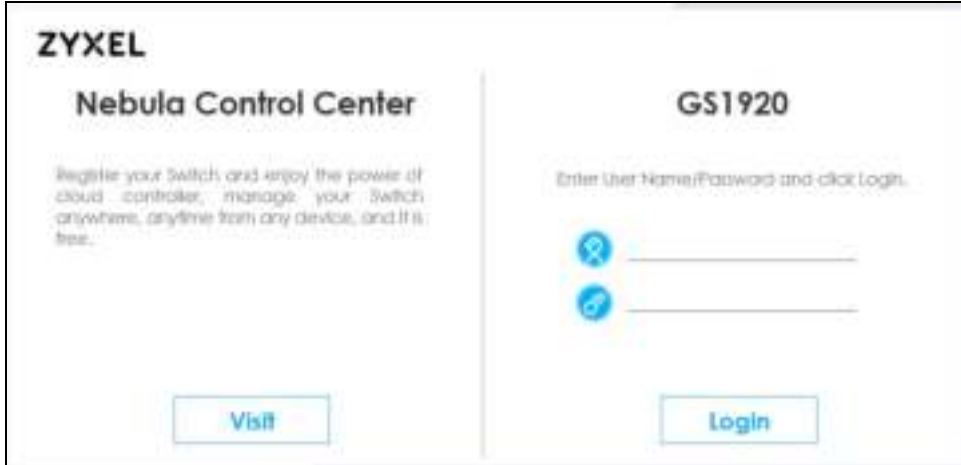 ZYXEL
Nebula Control Center
Register your Switch and enjoy the power of
cloud controller, manage your Switch
anywhere, anytime from any device, and it is
free.
Visit
GS1920
Enter User Name/Password and click Login.
Login